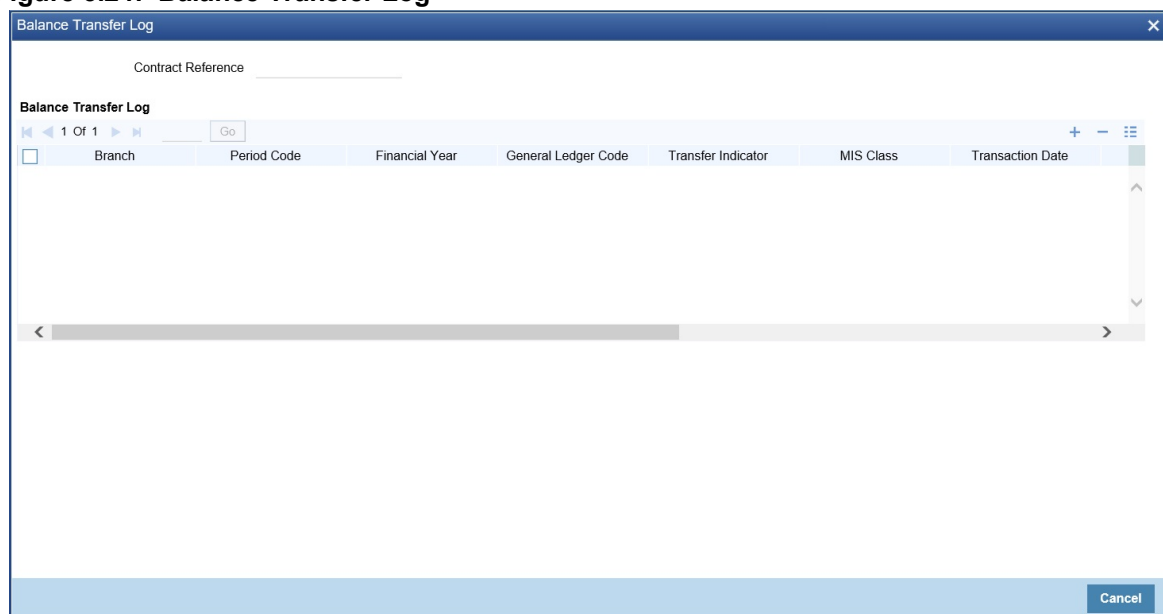 Balance Transfer Log
Contract Reference
Balance Transfer Log
1 Of 1 Go
Branch Period Code Financial Year General Ledger Code Transfer Indicator MIS Class Transaction Date
Cancel